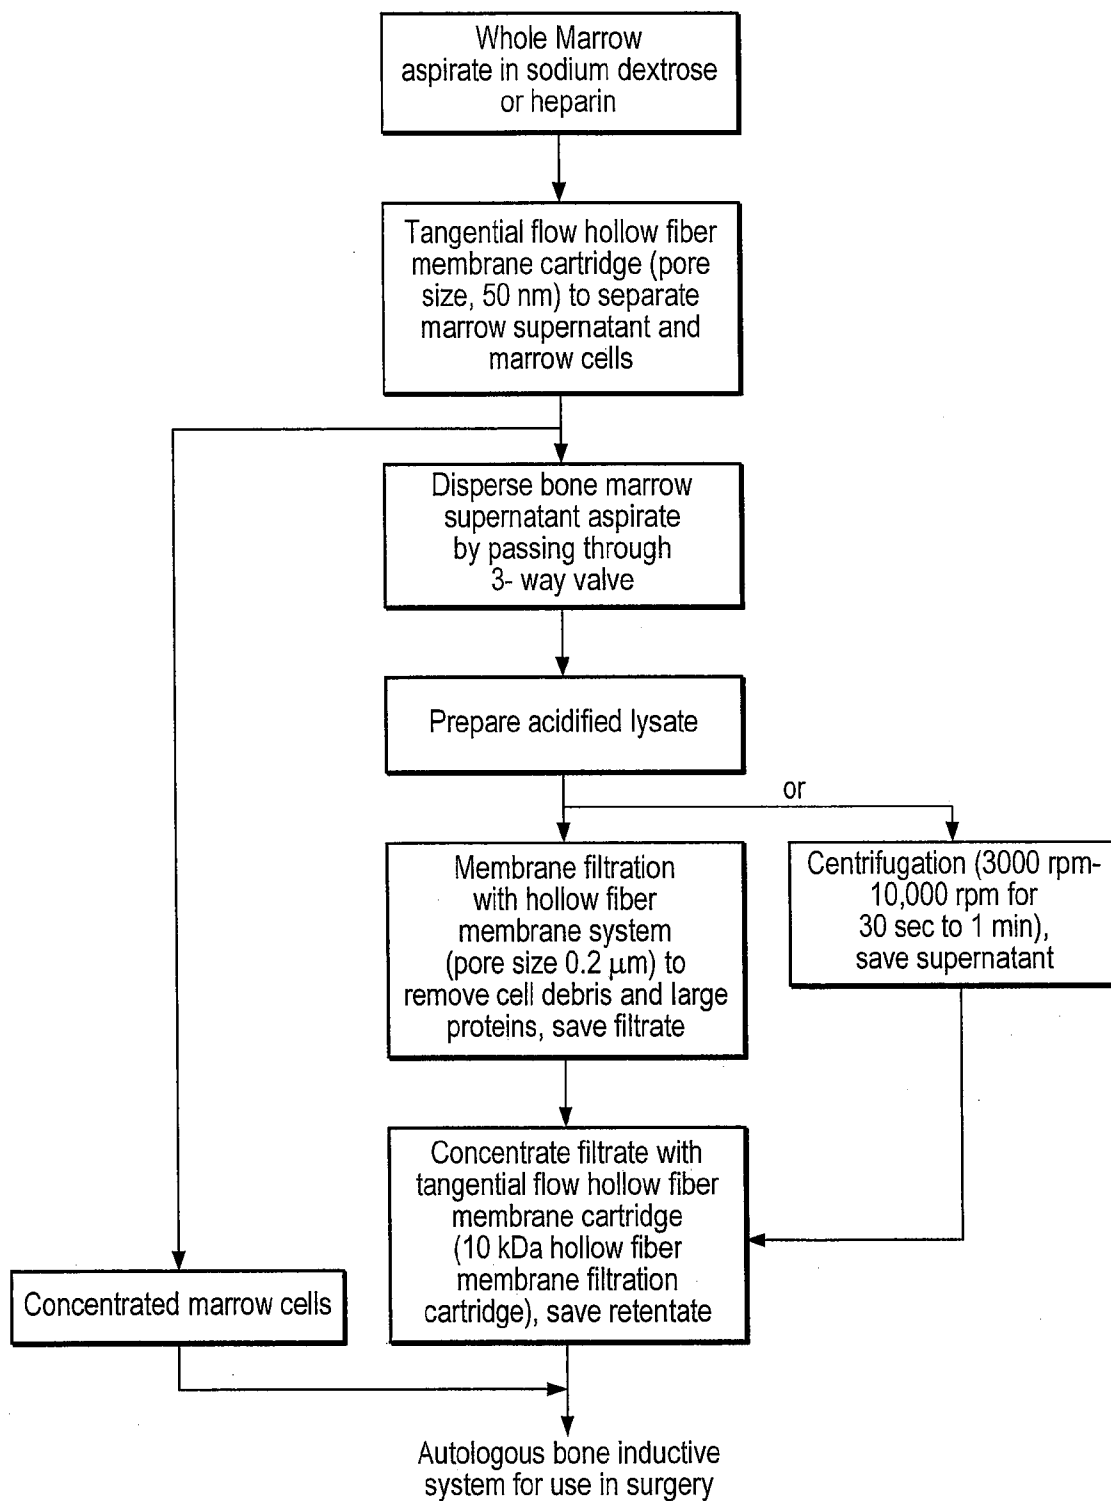 Whole Marrow
aspirate in sodium dextrose
or heparin
Tangential flow hollow fiber
membrane cartridge (pore
size, 50 nm) to separate
marrow supernatant and
marrow cells
Disperse bone marrow
supernatant aspirate
by passing through
3- way valve
Prepare acidified lysate
or
Membrane filtration
with hollow fiber
membrane system
(pore size 0.2 μm) to
remove cell debris and large
proteins, save filtrate
Centrifugation (3000 rpm-
10,000 rpm for
30 sec to 1 min),
save supernatant
Concentrate filtrate with
tangential flow hollow fiber
membrane cartridge
(10 kDa hollow fiber
membrane filtration
cartridge), save retentate
Concentrated marrow cells
Autologous bone inductive
system for use in surgery